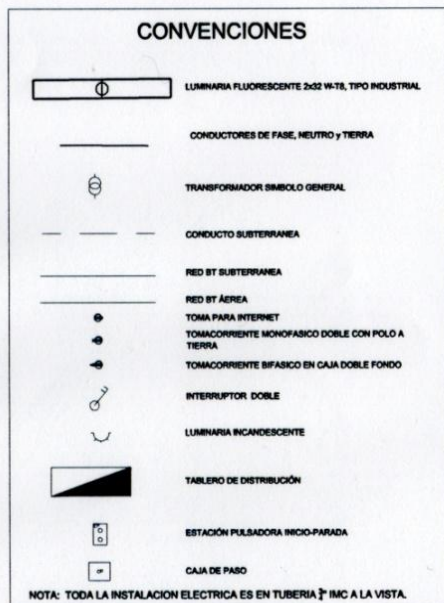 CONVENCIONES
LUMINARIA FLUORESCENTE 2x32 W-T8, TIPO INDUSTRIAL
CONDUCTORES DE FASE, NEUTRO y TIERRA
TRANSFORMADOR SIMBOLO GENERAL
CONDUCTO SUBTERRANEA
RED BT SUBTERRANEA
RED BT ÁEREA
TOMA PARA INTERNET
TOMACORRIENTE MONOFASICO DOBLE CON POLO A
TIERRA
TOMACORRIENTE BIFASICO EN CAJA DOBLE FONDO
INTERRUPTOR DOBLE
LUMINARIA INCANDESCENTE
TABLERO DE DISTRIBUCIÓN
ESTACIÓN PULSADORA INICIO-PARADA
CP
CAJA DE PASO
NOTA: TODA LA INSTALACION ELECTRICA ES EN TUBERIA IMC A LA VISTA.